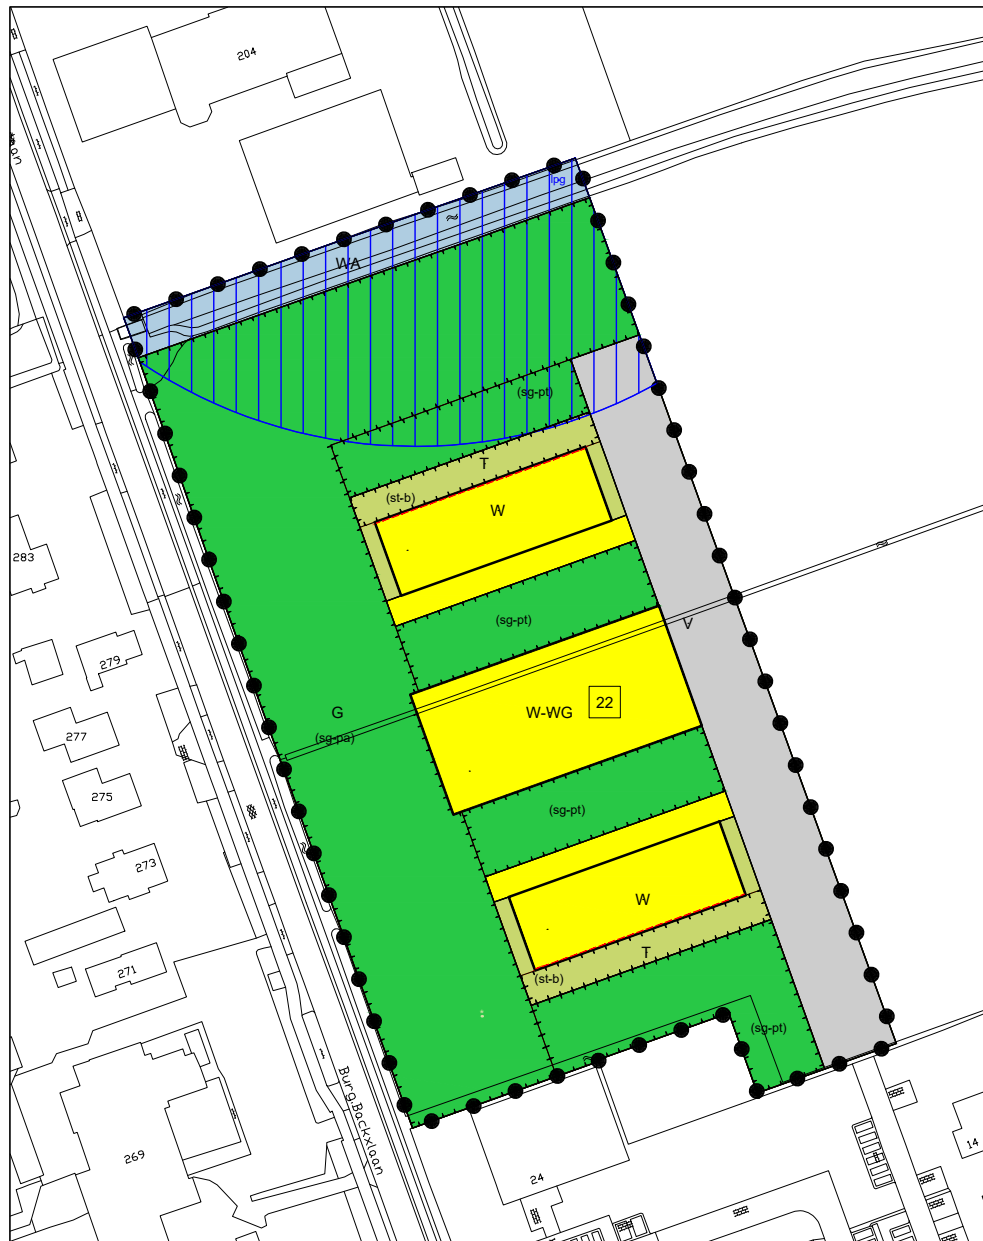 204
lpg
WA
(sg-pt)
T
(st-b)
W
283
(sg-pt)
A
279
22
G
W-WG
277
(sg-pa)
275
(sg-pt)
273
W
T
271
(st-b)
(sg-pt)
Burg.Backxlaan
14
269
24